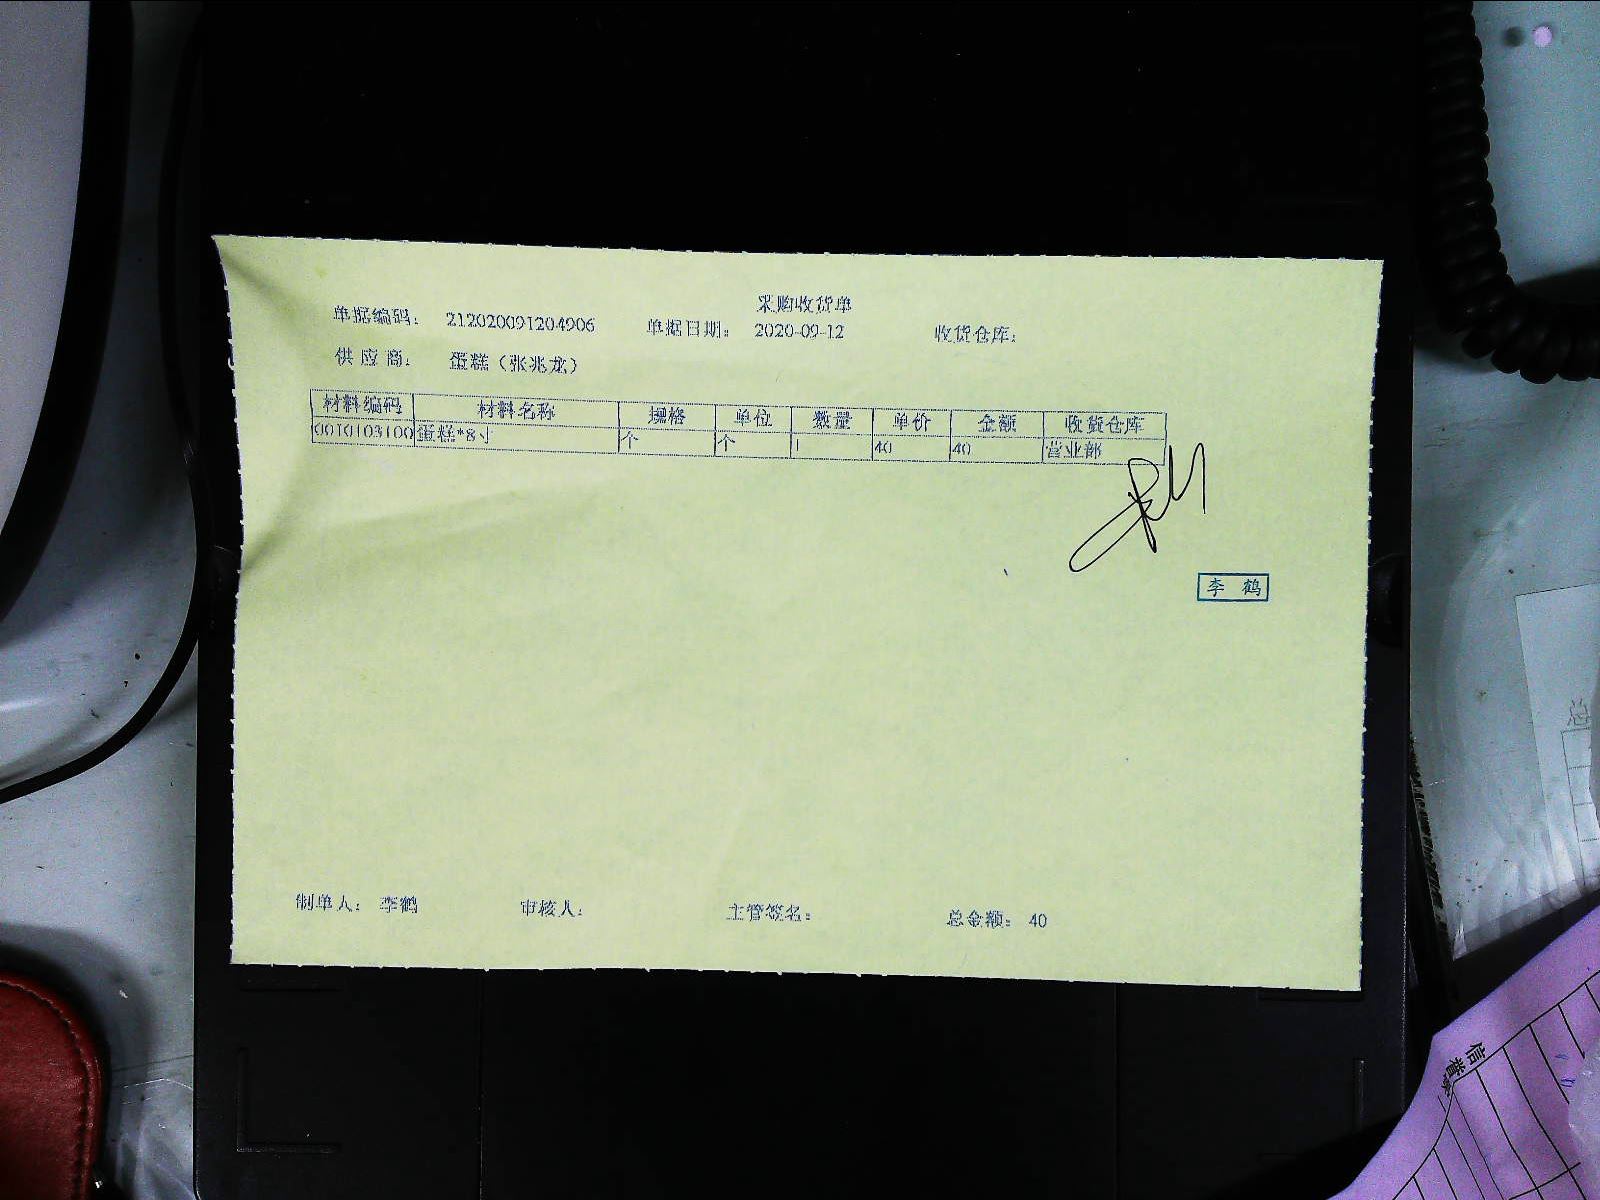 采购收货单
单据编码： 212020091204906 单据日期： 2020-09-12 收货仓库：
供应商： 蛋糕（张兆龙）
材料编码 材料名称 规格 单位 数量 单价 金额 收货仓库
0010103100 蛋糕*8寸 个 个 1 40 40 营业部
李 鹤
制单人： 李鹤 审核人： 主管签名： 总金额： 40
总
信誉